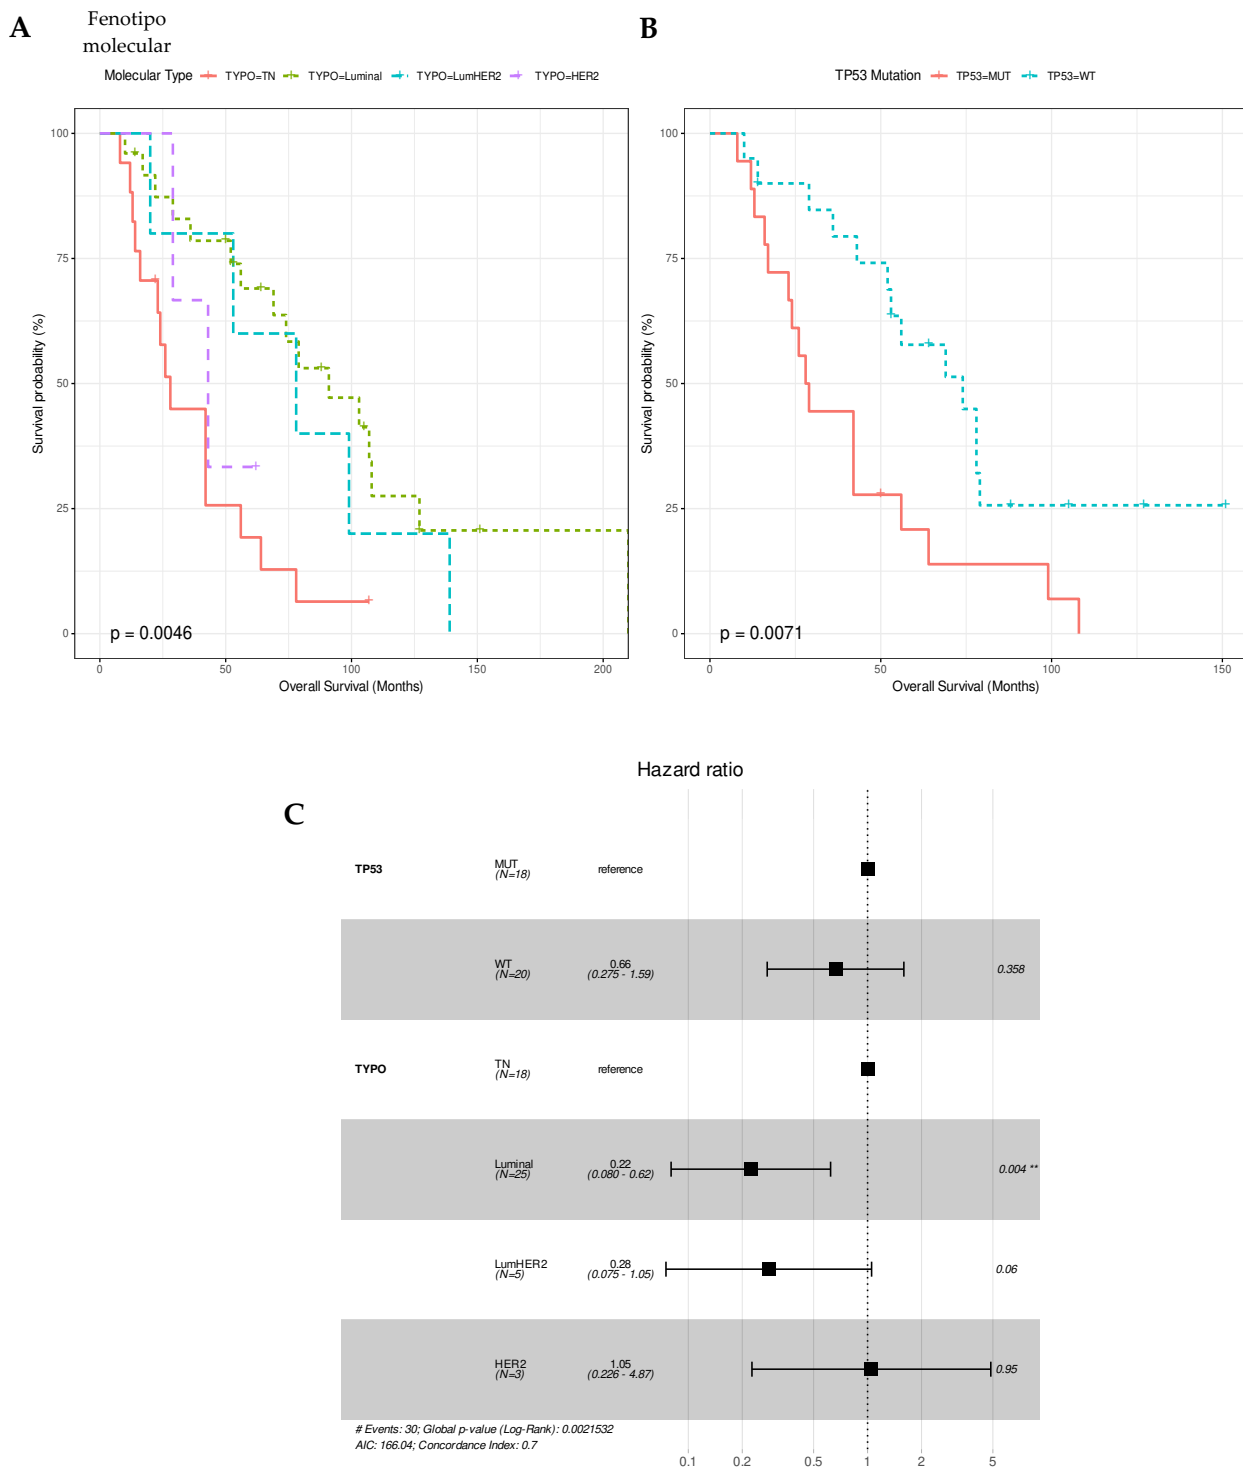 A
Fenotipo
molecular
Molecular Type TYPO=TN TYPO=Luminal TYPO=LumHER2 TYPO=HER2
Survival probability (%)
100
75
50
25
0
p = 0.0046
0 50 100 150 200
Overall Survival (Months)
B
TP53 Mutation TP53=MUT TP53=WT
Survival probability (%)
100
75
50
25
0
p = 0.0071
0 50 100 150
Overall Survival (Months)
C
Hazard ratio
TP53 MUT reference
(N=18)
WT 0.66 0.358
(N=20) (0.275 - 1.59)
TYPO TN reference
(N=18)
Luminal 0.22 0.004 **
(N=25) (0.080 - 0.62)
LumHER2 0.28 0.06
(N=5) (0.075 - 1.05)
HER2 1.05 0.95
(N=3) (0.226 - 4.87)
# Events: 30; Global p-value (Log-Rank): 0.0021532
AIC: 166.04; Concordance Index: 0.7
0.1 0.2 0.5 1 2 5